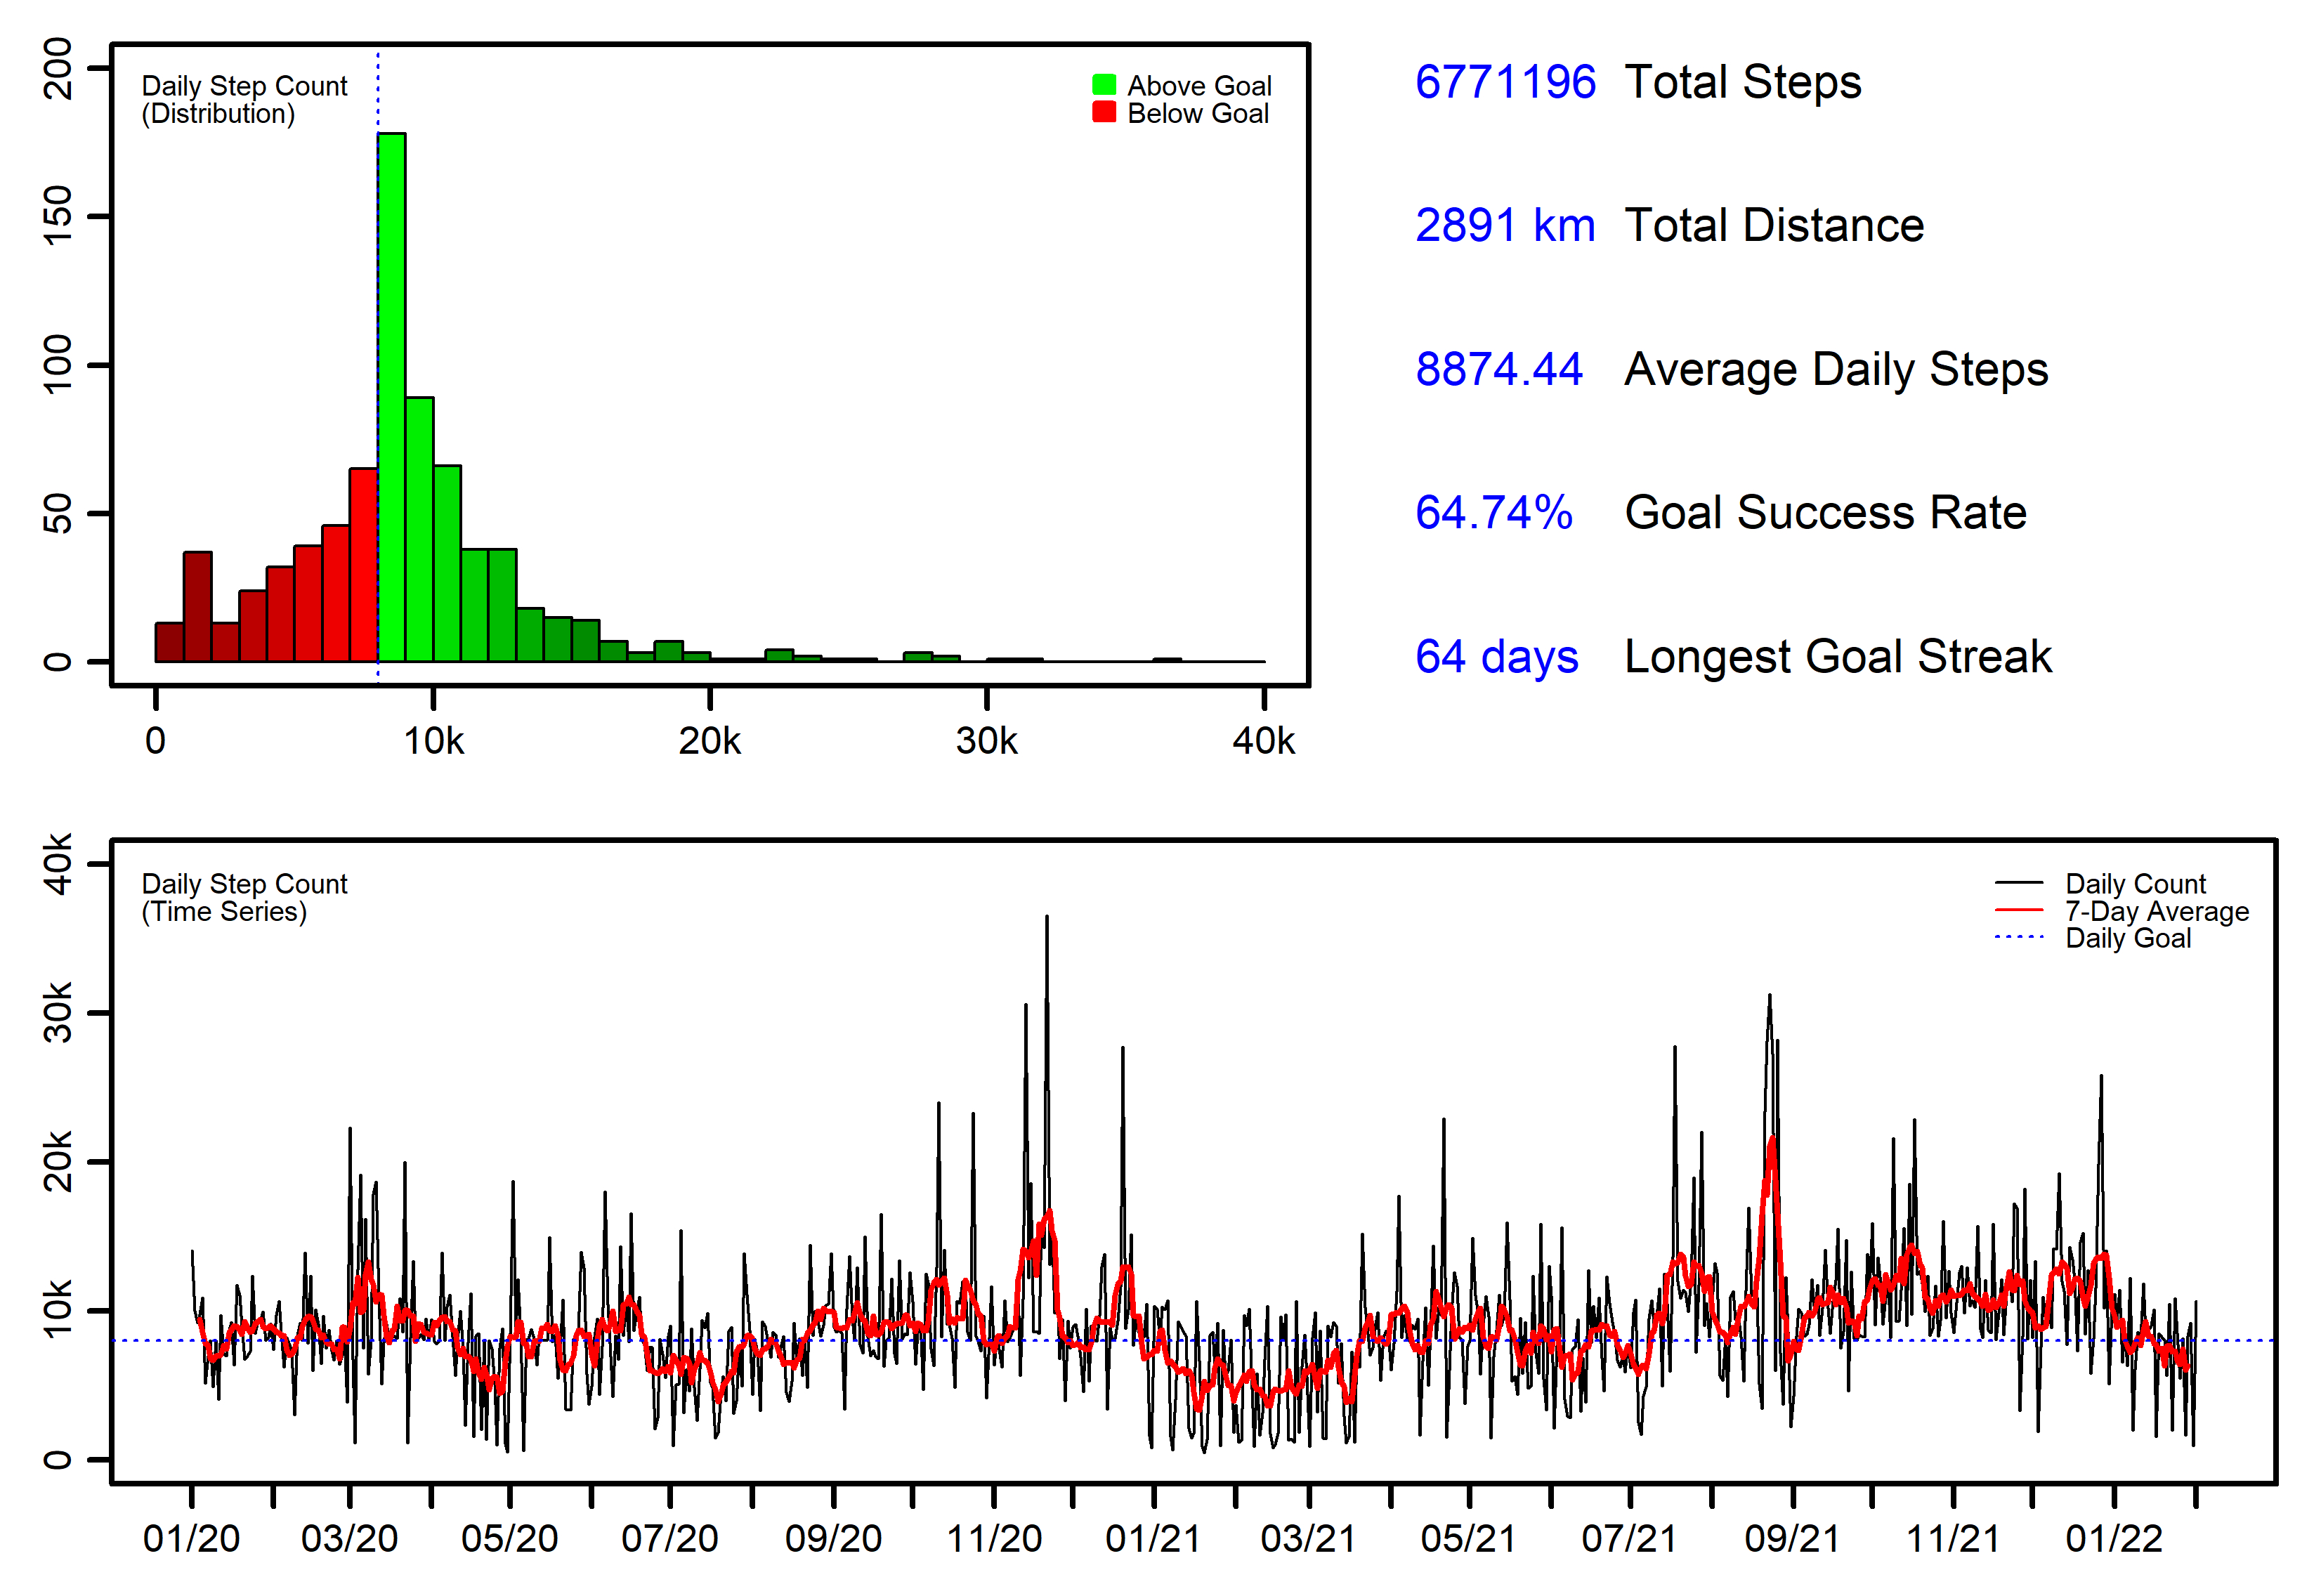 200
150
100
50
0
Daily Step Count
(Distribution)
Above Goal
Below Goal
0 10k 20k 30k 40k
6771196 Total Steps
2891 km Total Distance
8874.44 Average Daily Steps
64.74% Goal Success Rate
64 days Longest Goal Streak
40k
30k
20k
10k
0
Daily Step Count
(Time Series)
Daily Count
7-Day Average
Daily Goal
01/20 03/20 05/20 07/20 09/20 11/20 01/21 03/21 05/21 07/21 09/21 11/21 01/22